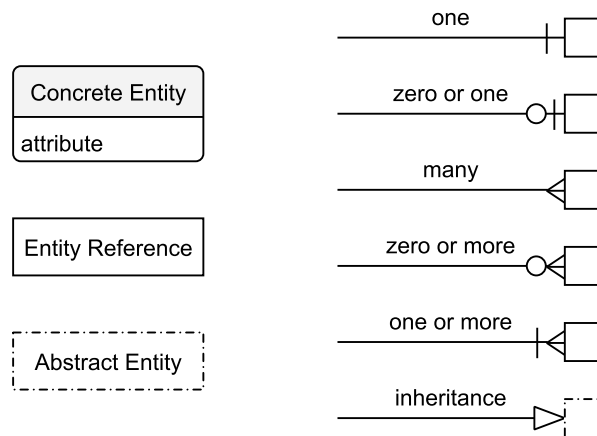 Concrete Entity
attribute
Entity Reference
Abstract Entity
one
zero or one
many
zero or more
one or more
inheritance